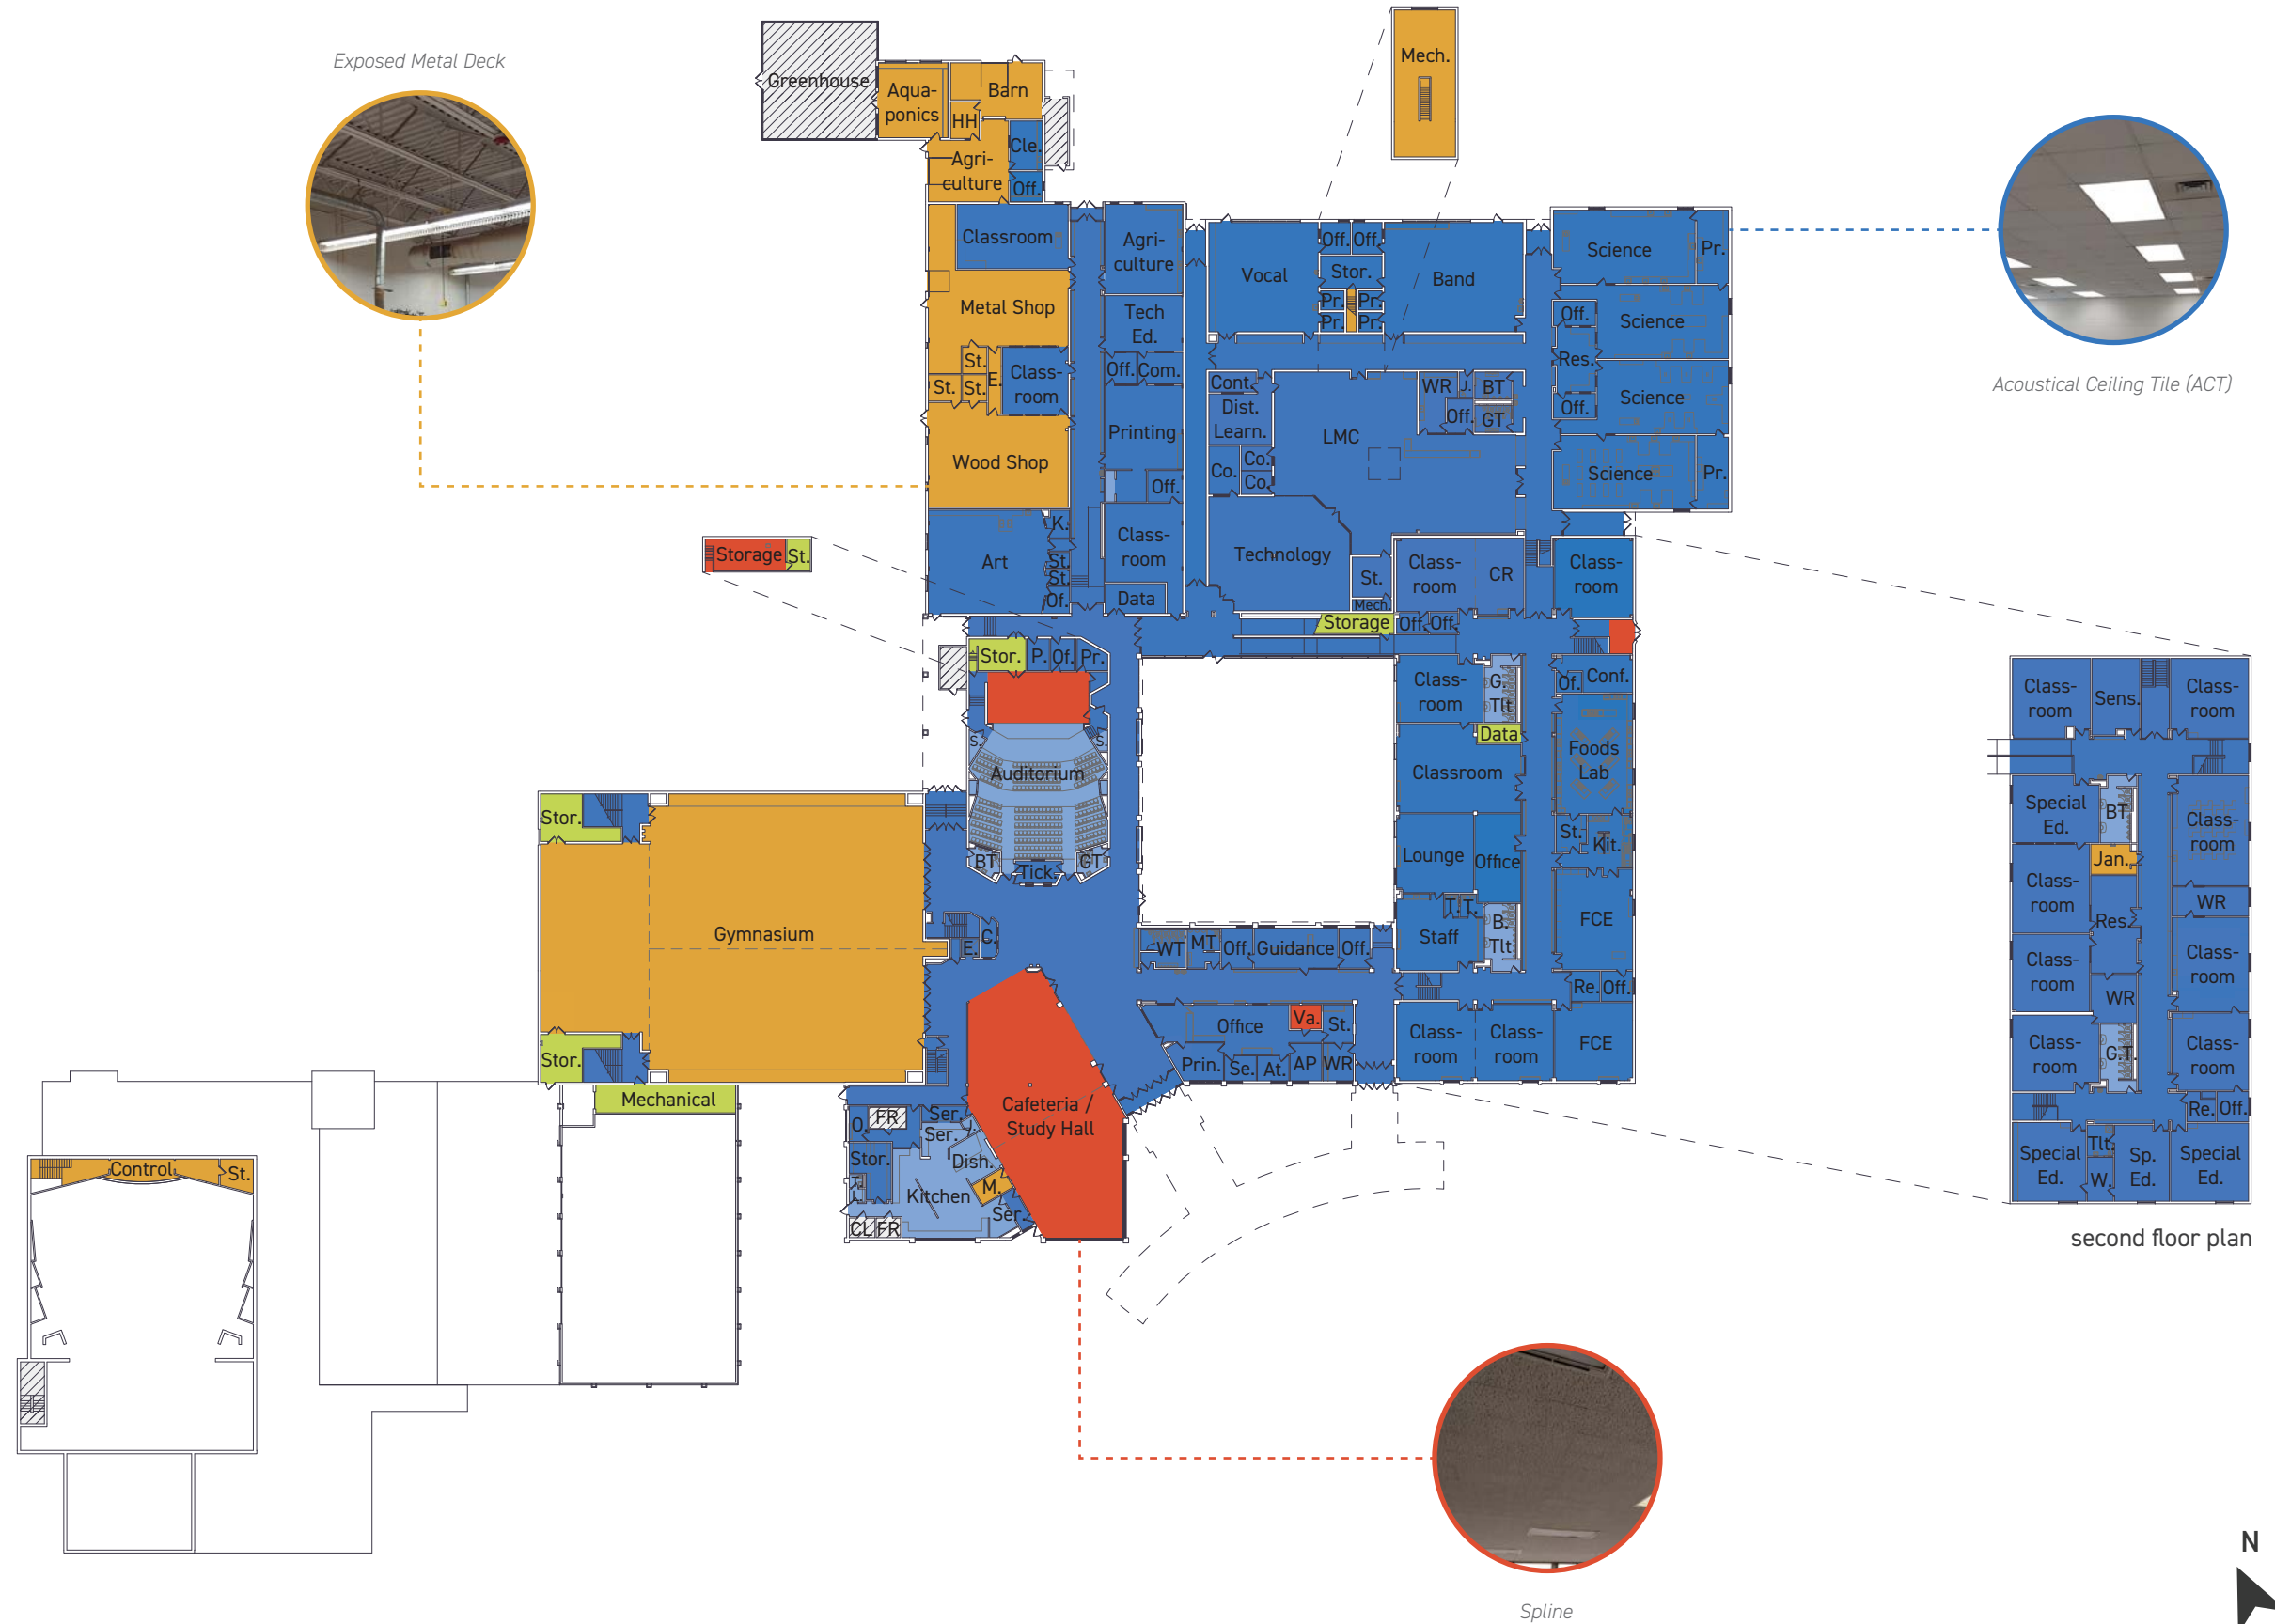 Exposed Metal Deck
Greenhouse
Aqua-
ponics
Barn
HH
Agri-
culture
Cle.
Off.
Mech.
Acoustical Ceiling Tile (ACT)
Classroom
Agri-
culture
Vocal
Off.
Off.
Stor.
Pr.
Pr.
Pr.
Pr.
Band
Science
Pr.
Metal Shop
Tech
Ed.
Off.
Science
St.
St.
St.
E.
Class-
room
Off.
Com.
Cont.
Dist.
Learn.
WR
J.
BT
Off.
GT
Res.
Science
Off.
Wood Shop
Printing
Off.
LMC
Co.
Co.
Co.
Science
Pr.
Storage
St.
Art
K.
St.
St.
Of.
Class-
room
Data
Technology
St.
Mech.
Class-
room
CR
Class-
room
Storage
Off.
Off.
Stor.
P.
Of.
Pr.
Class-
room
G.
Tlt
Of.
Conf.
S.
S.
Auditorium
Data
Classroom
Foods
Lab
BT
Tick.
GT
Lounge
Office
St.
Kit.
Stor.
Gymnasium
E.
C.
WT
MT
Off.
Guidance
Off.
Staff
T.
T.
B.
Tlt
FCE
Re.
Off.
Office
Va.
St.
Prin.
Se.
At.
AP
WR
Class-
room
Class-
room
FCE
Stor.
Mechanical
Cafeteria /
Study Hall
FR
O.
Ser.
Ser.
J.
Stor.
Dish.
Kitchen
M.
Ser.
CL
FR
Control
St.
Class-
room
Sens.
Class-
room
Special
Ed.
BT
Class-
room
Jan.
Class-
room
Res.
WR
Class-
room
Class-
room
WR
Class-
room
G.T.
Class-
room
Re.
Off.
Special
Ed.
Tlt.
W.
Sp.
Ed.
Special
Ed.
second floor plan
Spline
N